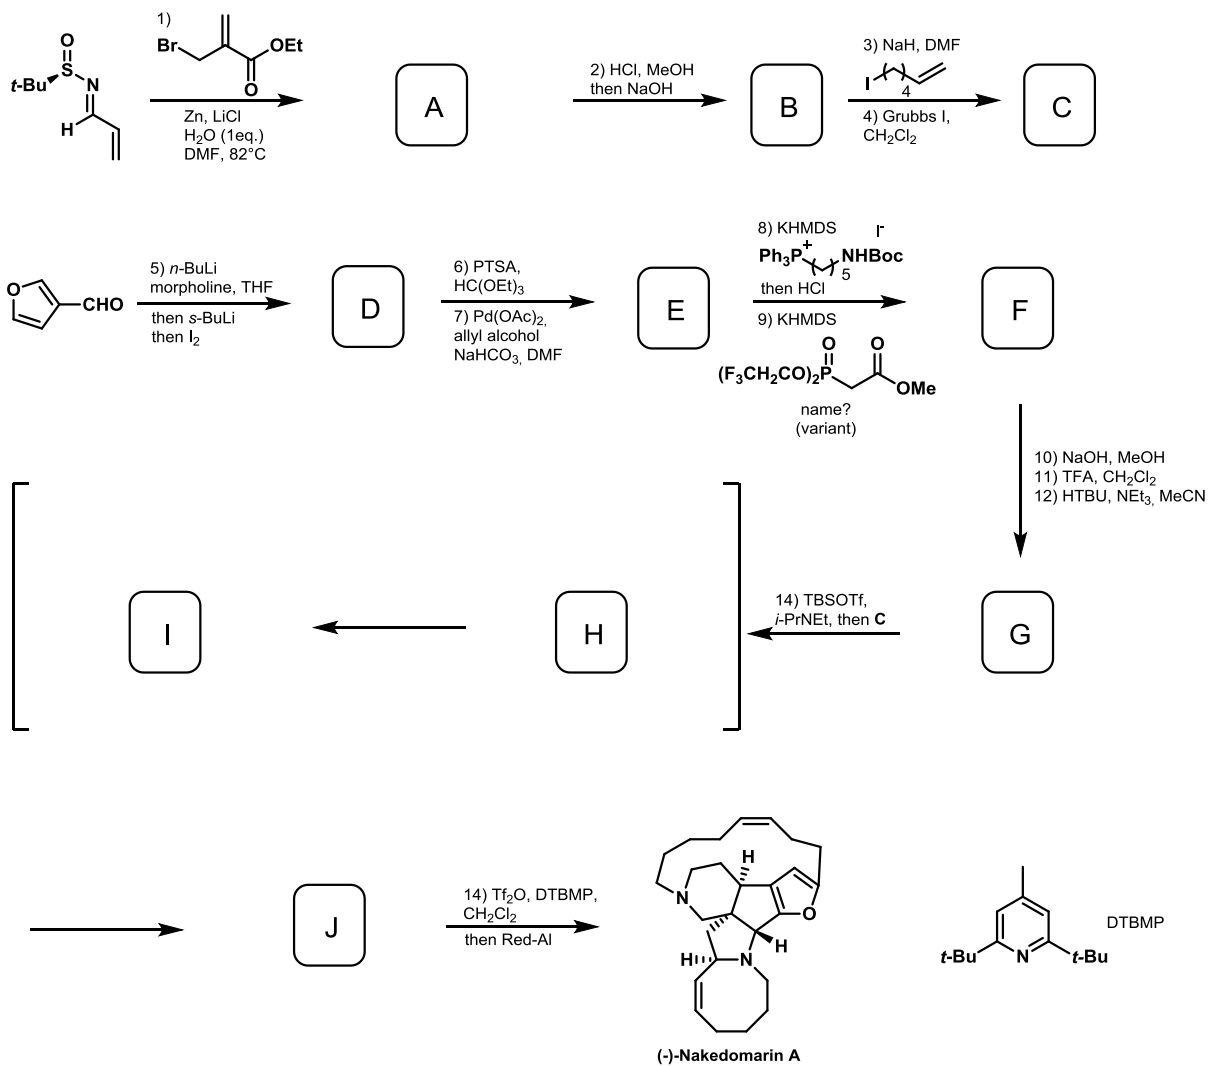 1)
Br
OEt
O
O
S
t-Bu
N
H
Zn, LiCl
H2O (1eq.)
DMF, 82°C
A
2) HCl, MeOH
then NaOH
B
3) NaH, DMF
I
4
4) Grubbs I,
CH2Cl2
C
O
CHO
5) n-BuLi
morpholine, THF
then s-BuLi
then I2
D
6) PTSA,
HC(OEt)3
7) Pd(OAc)2,
allyl alcohol
NaHCO3, DMF
E
8) KHMDS
I-
Ph3P+
NHBoc
5
then HCl
9) KHMDS
O
O
(F3CH2CO)2P
OMe
name?
(variant)
F
10) NaOH, MeOH
11) TFA, CH2Cl2
12) HTBU, NEt3, MeCN
G
14) TBSOTf,
i-PrNEt, then C
H
I
J
14) Tf2O, DTBMP,
CH2Cl2
then Red-Al
H
N
O
H
H
N
(-)-Nakedomarin A
t-Bu
N
t-Bu
DTBMP